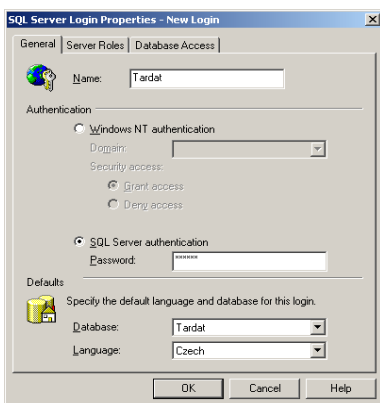 SQL Server Login Properties - New Login
General Server Roles Database Access
Name: Tardat
Authentication
Windows NT authentication
Domain:
Security access:
Grant access
Deny access
SQL Server authentication
Password: ******
Defaults
Specify the default language and database for this login.
Database: Tardat
Language: Czech
OK Cancel Help